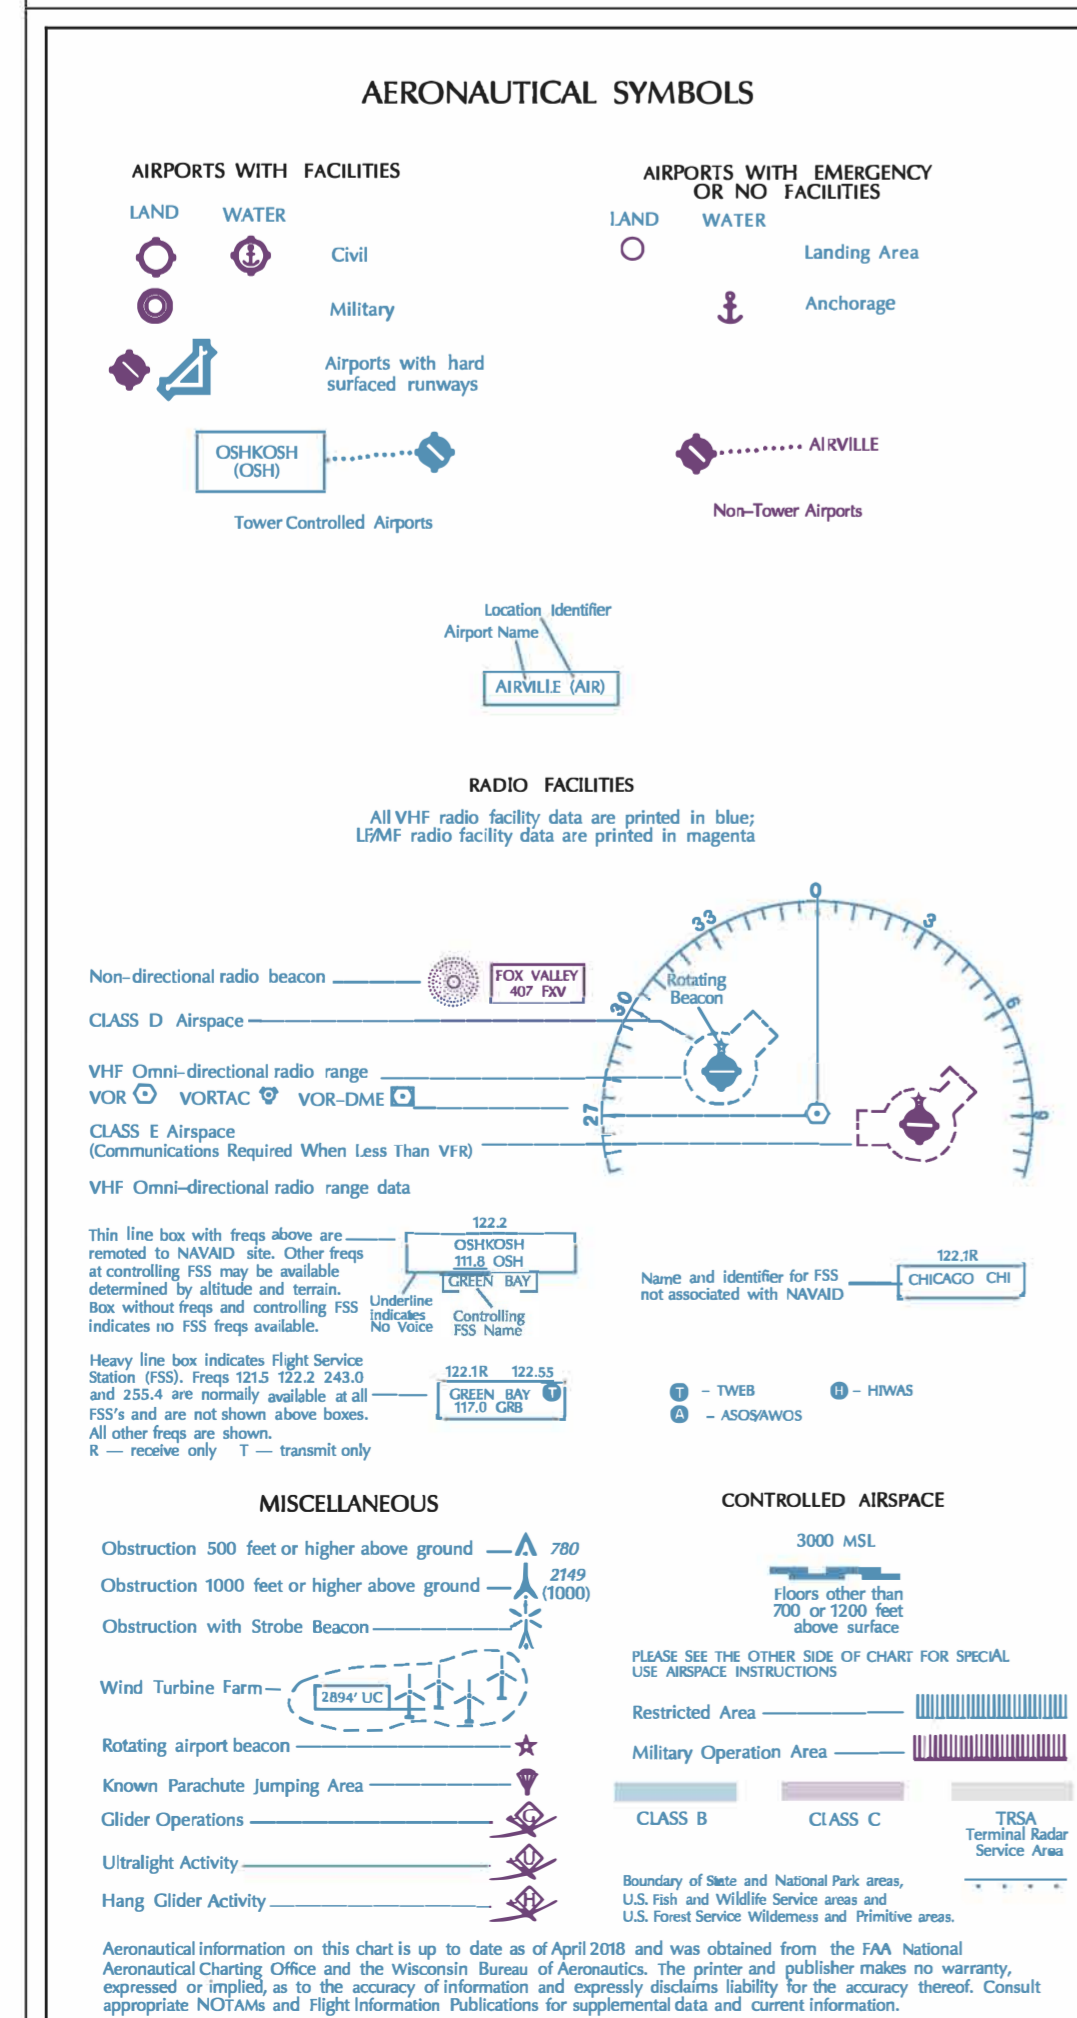 AERONAUTICAL SYMBOLS
AIRPORTS WITH FACILITIES
LAND
WATER
Civil
Military
Airports with hard
surfaced runways
OSHKOSH
(OSH)
Tower Controlled Airports
AIRPORTS WITH EMERGENCY
OR NO FACILITIES
LAND
WATER
Landing Area
Anchorage
AIRVILLE
Non-Tower Airports
Location Identifier
Airport Name
AIRVILLE (AIR)
RADIO FACILITIES
All VHF radio facility data are printed in blue;
LF/MF radio facility data are printed in magenta
Non-directional radio beacon
FOX VALLEY
407 FXV
CLASS D Airspace
VHF Omni-directional radio range
VOR
VORTAC
VOR-DME
CLASS E Airspace
(Communications Required When Less Than VFR)
VHF Omni-directional radio range data
27
30
33
0
3
6
9
Rotating
Beacon
Thin line box with freqs above are
remoted to NAVAID site. Other freqs
at controlling FSS may be available
determined by altitude and terrain.
Box without freqs and controlling FSS
indicates no FSS freqs available.
122.2
OSHKOSH
111.8 OSH
GREEN BAY
Underline
indicates
No Voice
Controlling
FSS Name
Name and identifier for FSS
not associated with NAVAID
122.1R
CHICAGO CHI
Heavy line box indicates Flight Service
Station (FSS). Freqs 121.5 122.2 243.0
and 255.4 are normally available at all
FSS's and are not shown above boxes.
All other freqs are shown.
R — receive only T — transmit only
122.1R 122.55
GREEN BAY T
117.0 GRB
T – TWEB
H – HIWAS
A – ASOS/AWOS
MISCELLANEOUS
Obstruction 500 feet or higher above ground
780
Obstruction 1000 feet or higher above ground
2149
(1000)
Obstruction with Strobe Beacon
Wind Turbine Farm
2894' UC
Rotating airport beacon
Known Parachute Jumping Area
Glider Operations
G
Ultralight Activity
U
Hang Glider Activity
H
CONTROLLED AIRSPACE
3000 MSL
Floors other than
700 or 1200 feet
above surface
PLEASE SEE THE OTHER SIDE OF CHART FOR SPECIAL
USE AIRSPACE INSTRUCTIONS
Restricted Area
Military Operation Area
CLASS B
CLASS C
TRSA
Terminal Radar
Service Area
Boundary of State and National Park areas,
U.S. Fish and Wildlife Service areas and
U.S. Forest Service Wilderness and Primitive areas.
Aeronautical information on this chart is up to date as of April 2018 and was obtained from the FAA National
Aeronautical Charting Office and the Wisconsin Bureau of Aeronautics. The printer and publisher makes no warranty,
expressed or implied, as to the accuracy of information and expressly disclaims liability for the accuracy thereof. Consult
appropriate NOTAMs and Flight Information Publications for supplemental data and current information.